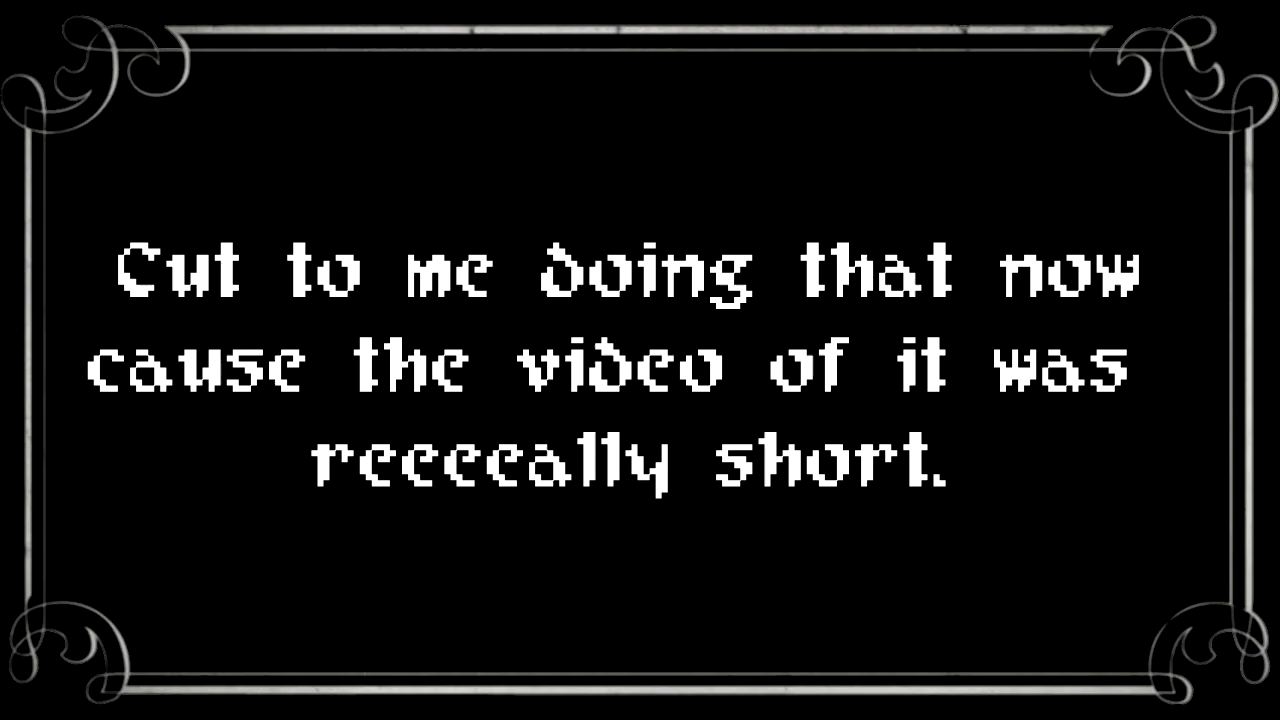 Cut to me doing that now
cause the video of it was
reeeeally short.